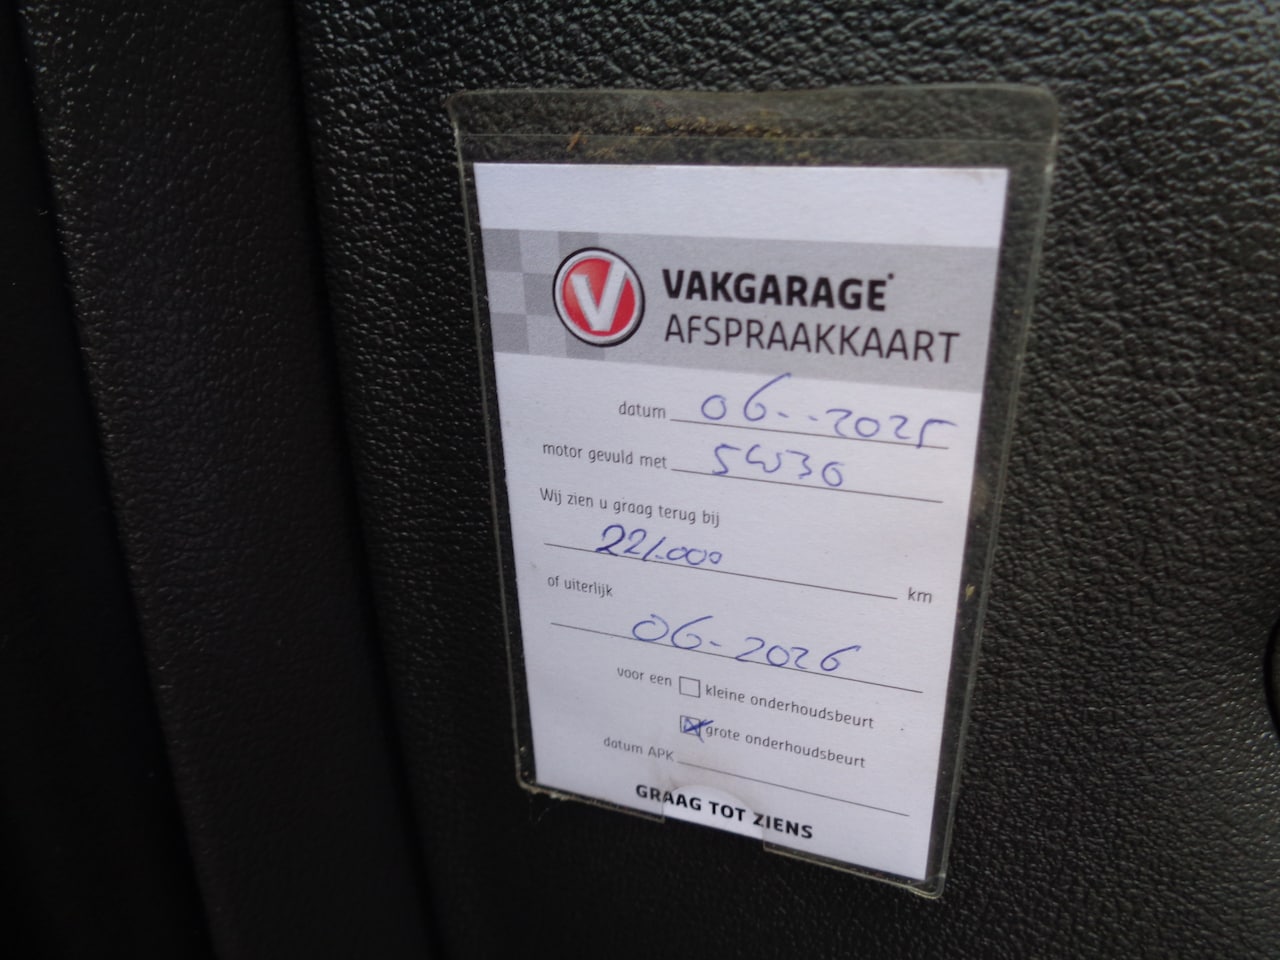 V
VAKGARAGE
AFSPRAAKKAART
datum 06--2025
motor gevuld met 5W30
Wij zien u graag terug bij
221.000 km
of uiterlijk
06-2026
voor een kleine onderhoudsbeurt
grote onderhoudsbeurt
datum APK
GRAAG TOT ZIENS